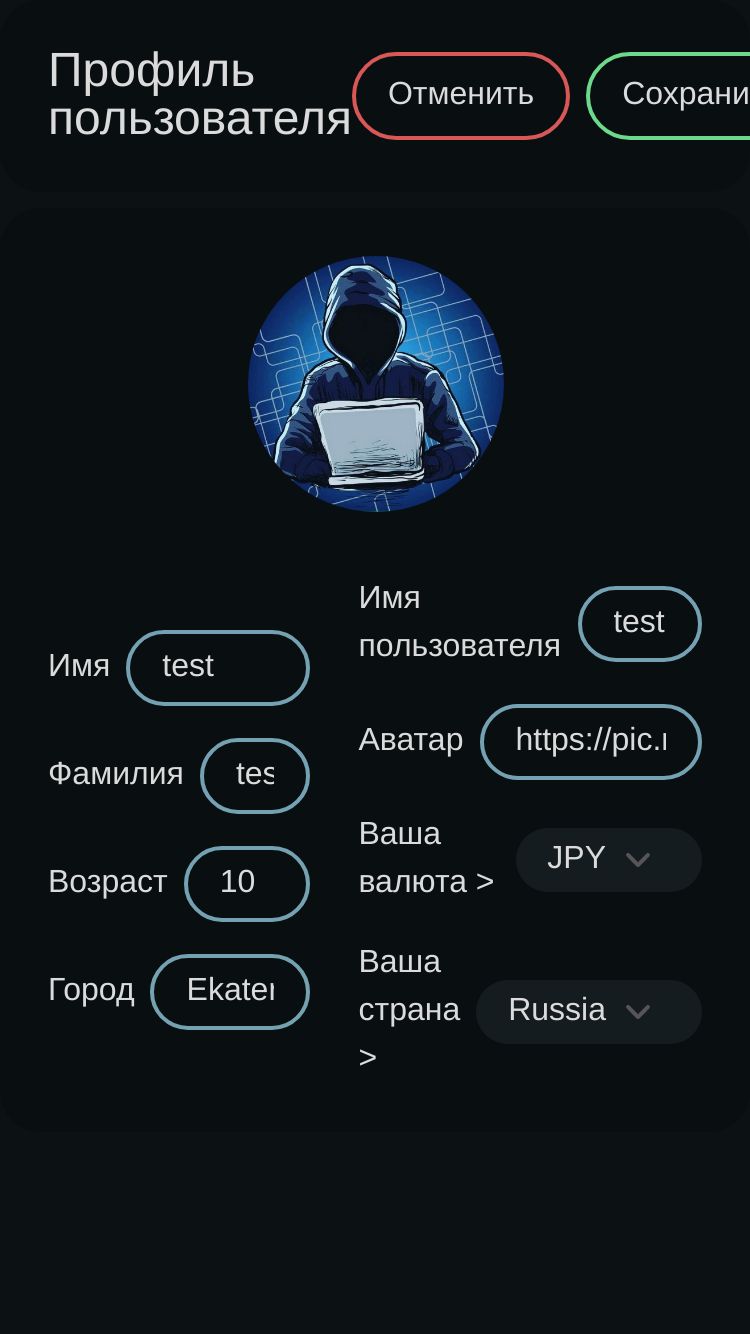 Профиль
пользователя
Отменить
Сохрани
Имя
test
Фамилия
tes
Возраст
10
Город
Ekater
Имя
пользователя
test
Аватар
https://pic.r
Ваша
валюта >
JPY
Ваша
страна
>
Russia